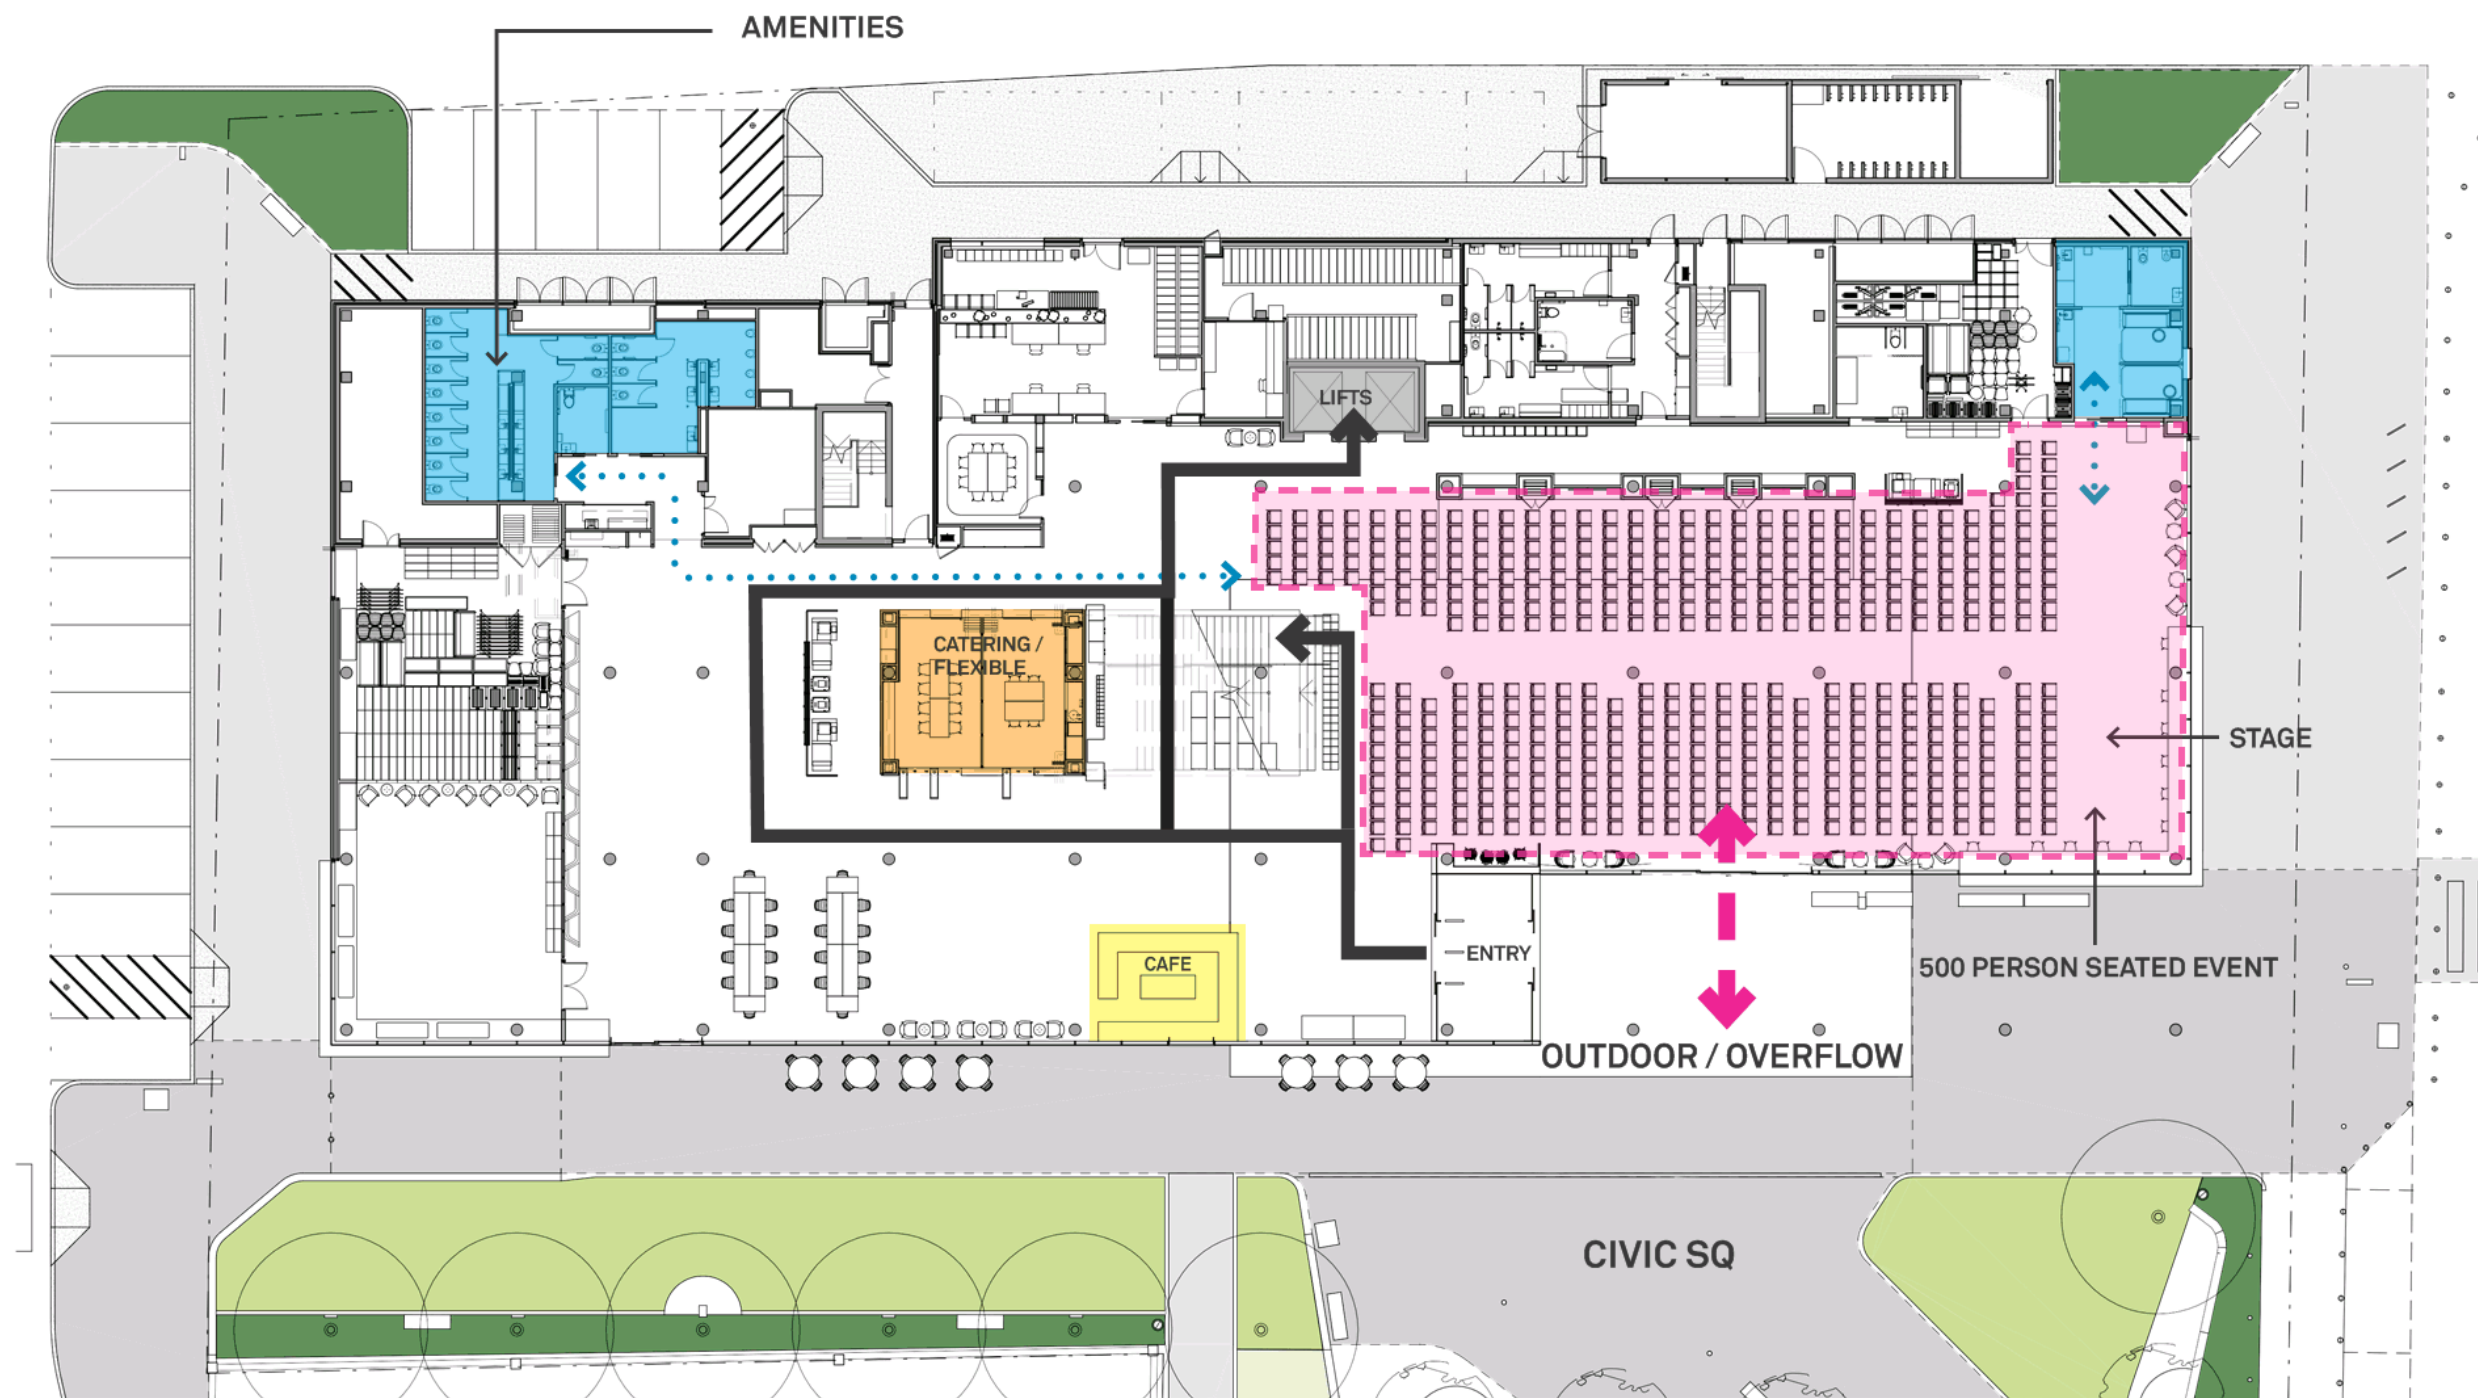 AMENITIES
LIFTS
CATERING /
FLEXIBLE
STAGE
CAFE
ENTRY
500 PERSON SEATED EVENT
OUTDOOR / OVERFLOW
CIVIC SQ